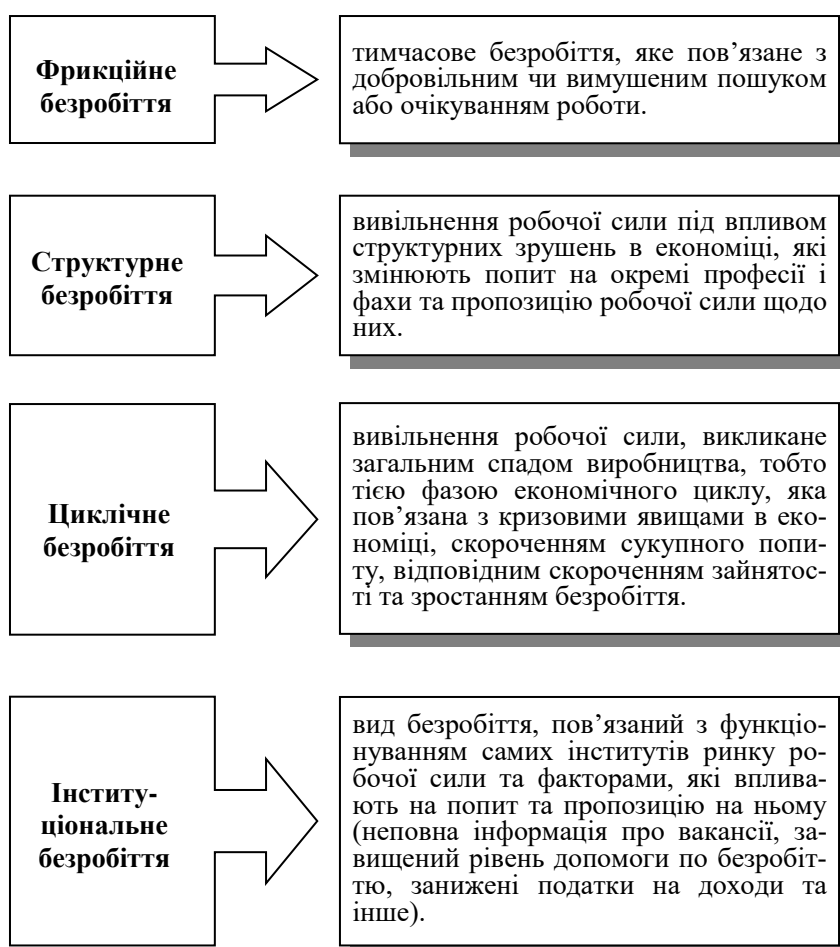 Фрикційне
безробіття
тимчасове безробіття, яке пов’язане з
добровільним чи вимушеним пошуком
або очікуванням роботи.
Структурне
безробіття
вивільнення робочої сили під впливом
структурних зрушень в економіці, які
змінюють попит на окремі професії і
фахи та пропозицію робочої сили щодо
них.
Циклічне
безробіття
вивільнення робочої сили, викликане
загальним спадом виробництва, тобто
тією фазою економічного циклу, яка
пов’язана з кризовими явищами в еко-
номіці, скороченням сукупного попи-
ту, відповідним скороченням зайнятос-
ті та зростанням безробіття.
Институ-
ціональне
безробіття
вид безробіття, пов’язаний з функціо-
нуванням самих інститутів ринку ро-
бочої сили та факторами, які вплива-
ють на попит та пропозицію на ньому
(неповна інформація про вакансії, за-
вищений рівень допомоги по безробіт-
тю, занижені податки на доходи та
інше).